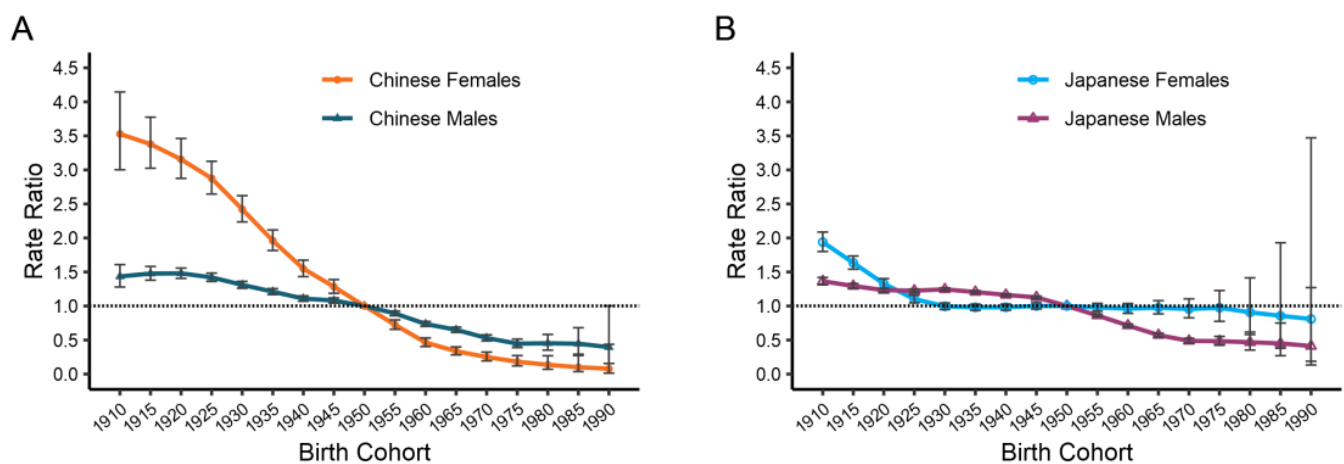 A
Rate Ratio
4.5
4.0
3.5
3.0
2.5
2.0
1.5
1.0
0.5
0.0
Chinese Females
Chinese Males
1910 1915 1920 1925 1930 1935 1940 1945 1950 1955 1960 1965 1970 1975 1980 1985 1990
Birth Cohort
B
Rate Ratio
4.5
4.0
3.5
3.0
2.5
2.0
1.5
1.0
0.5
0.0
Japanese Females
Japanese Males
1910 1915 1920 1925 1930 1935 1940 1945 1950 1955 1960 1965 1970 1975 1980 1985 1990
Birth Cohort